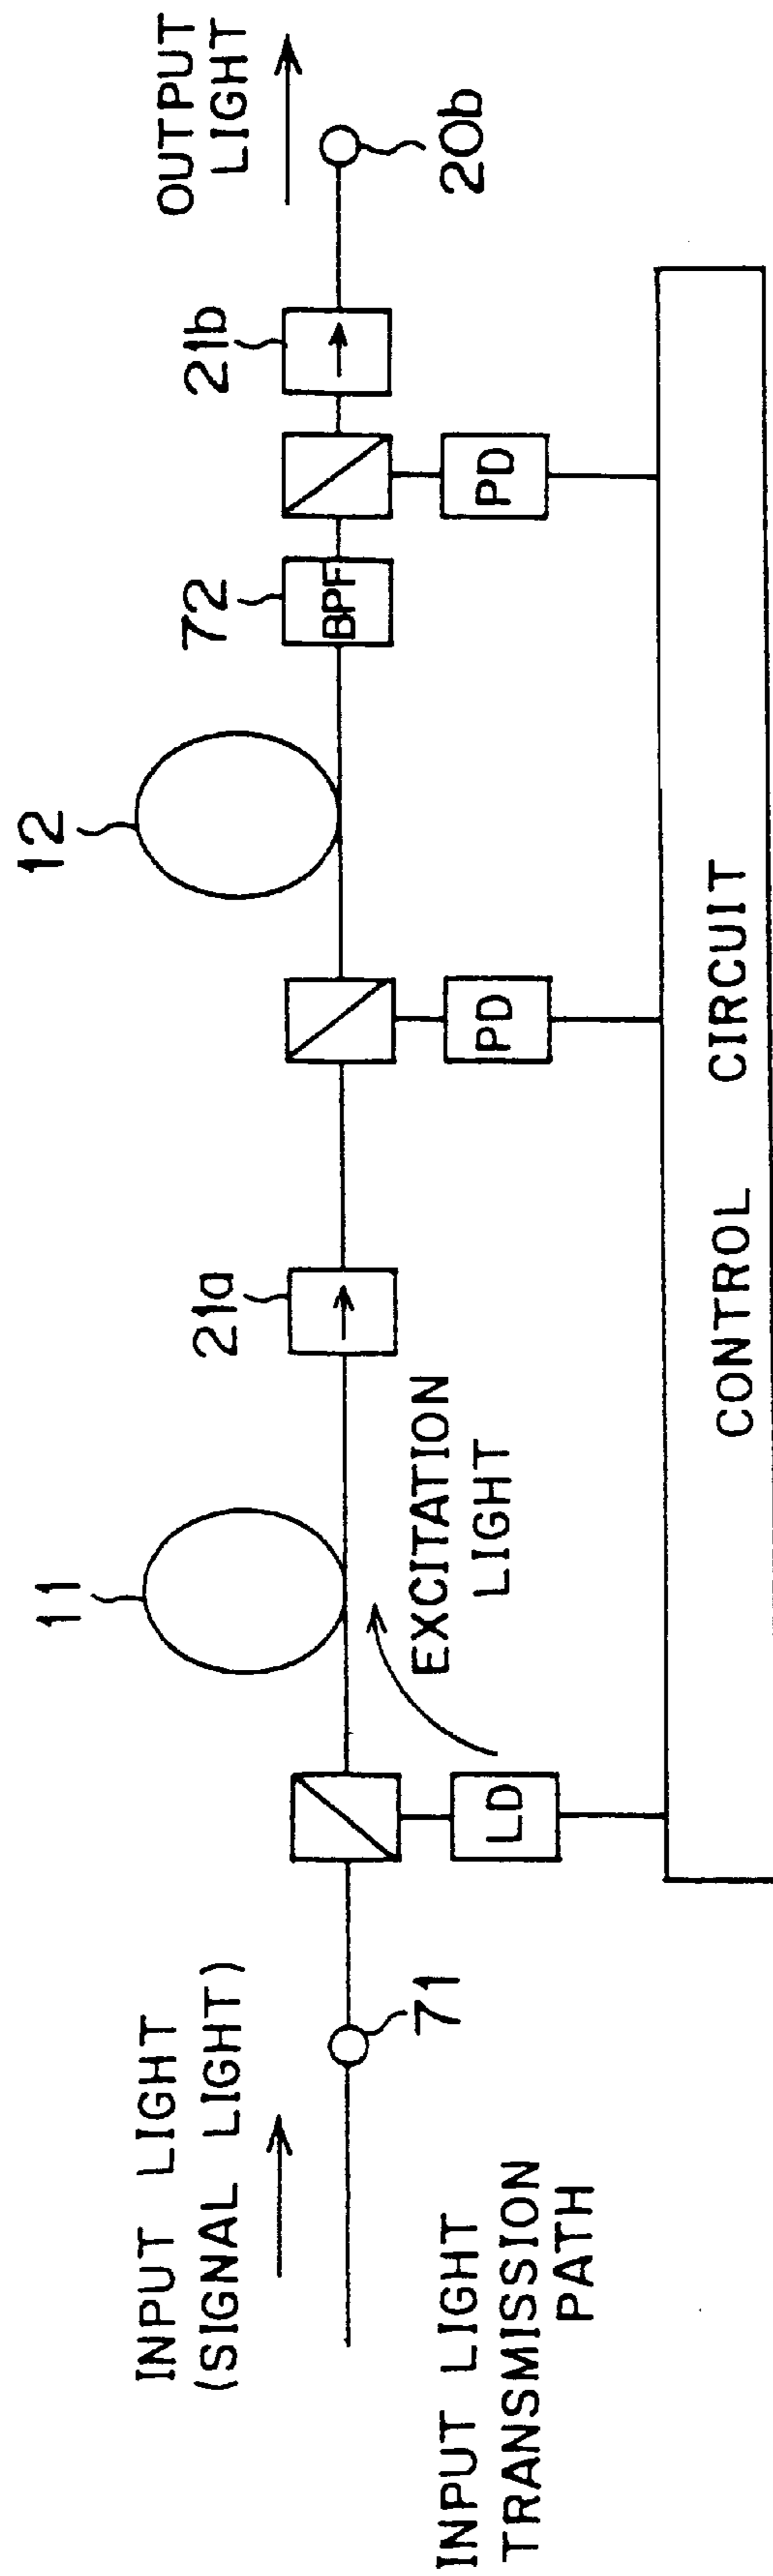 INPUT LIGHT
(SIGNAL LIGHT)
INPUT LIGHT
TRANSMISSION
PATH
71
LD
EXCITATION
LIGHT
11
21a
PD
12
72
BPF
PD
21b
OUTPUT
LIGHT
20b
CONTROL CIRCUIT